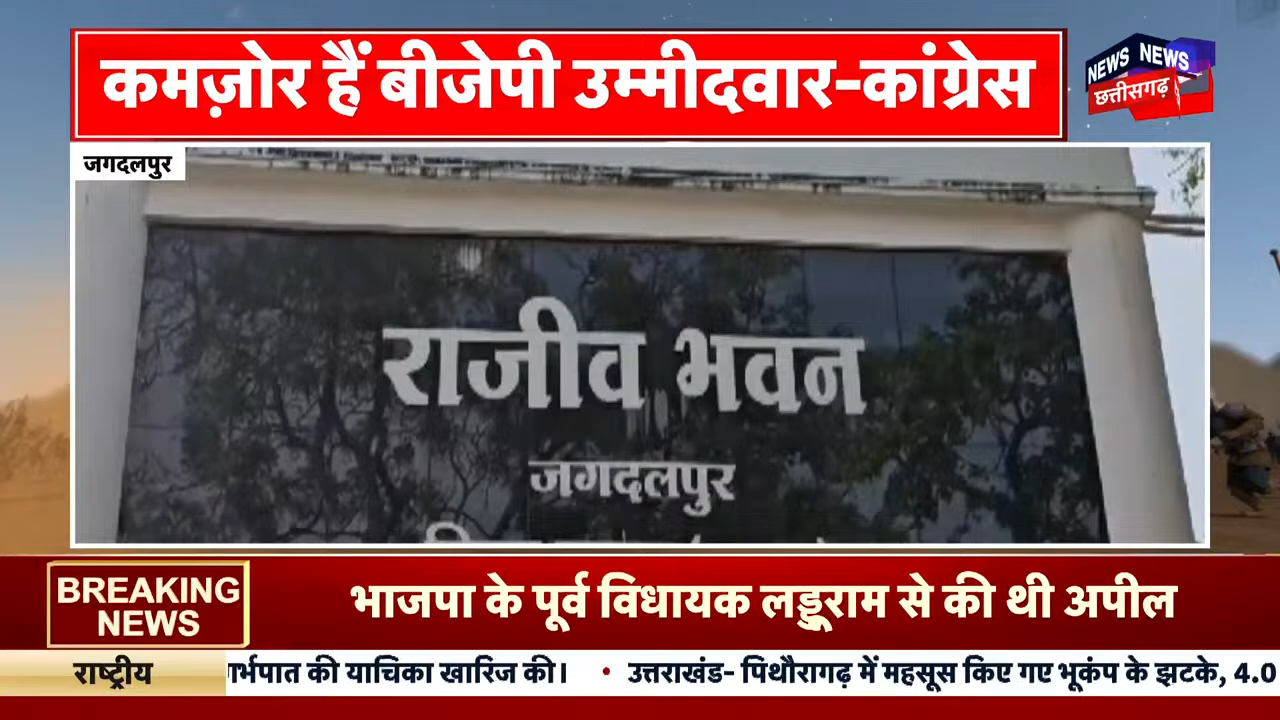 कमज़ोर हैं बीजेपी उम्मीदवार-कांग्रेस
NEWS NEWS
छत्तीसगढ़
जगदलपुर
राजीव भवन
जगदलपुर
BREAKING
NEWS
भाजपा के पूर्व विधायक लड्डूराम से की थी अपील
राष्ट्रीय
गर्भपात की याचिका खारिज की। • उत्तराखंड- पिथौरागढ़ में महसूस किए गए भूकंप के झटके, 4.0